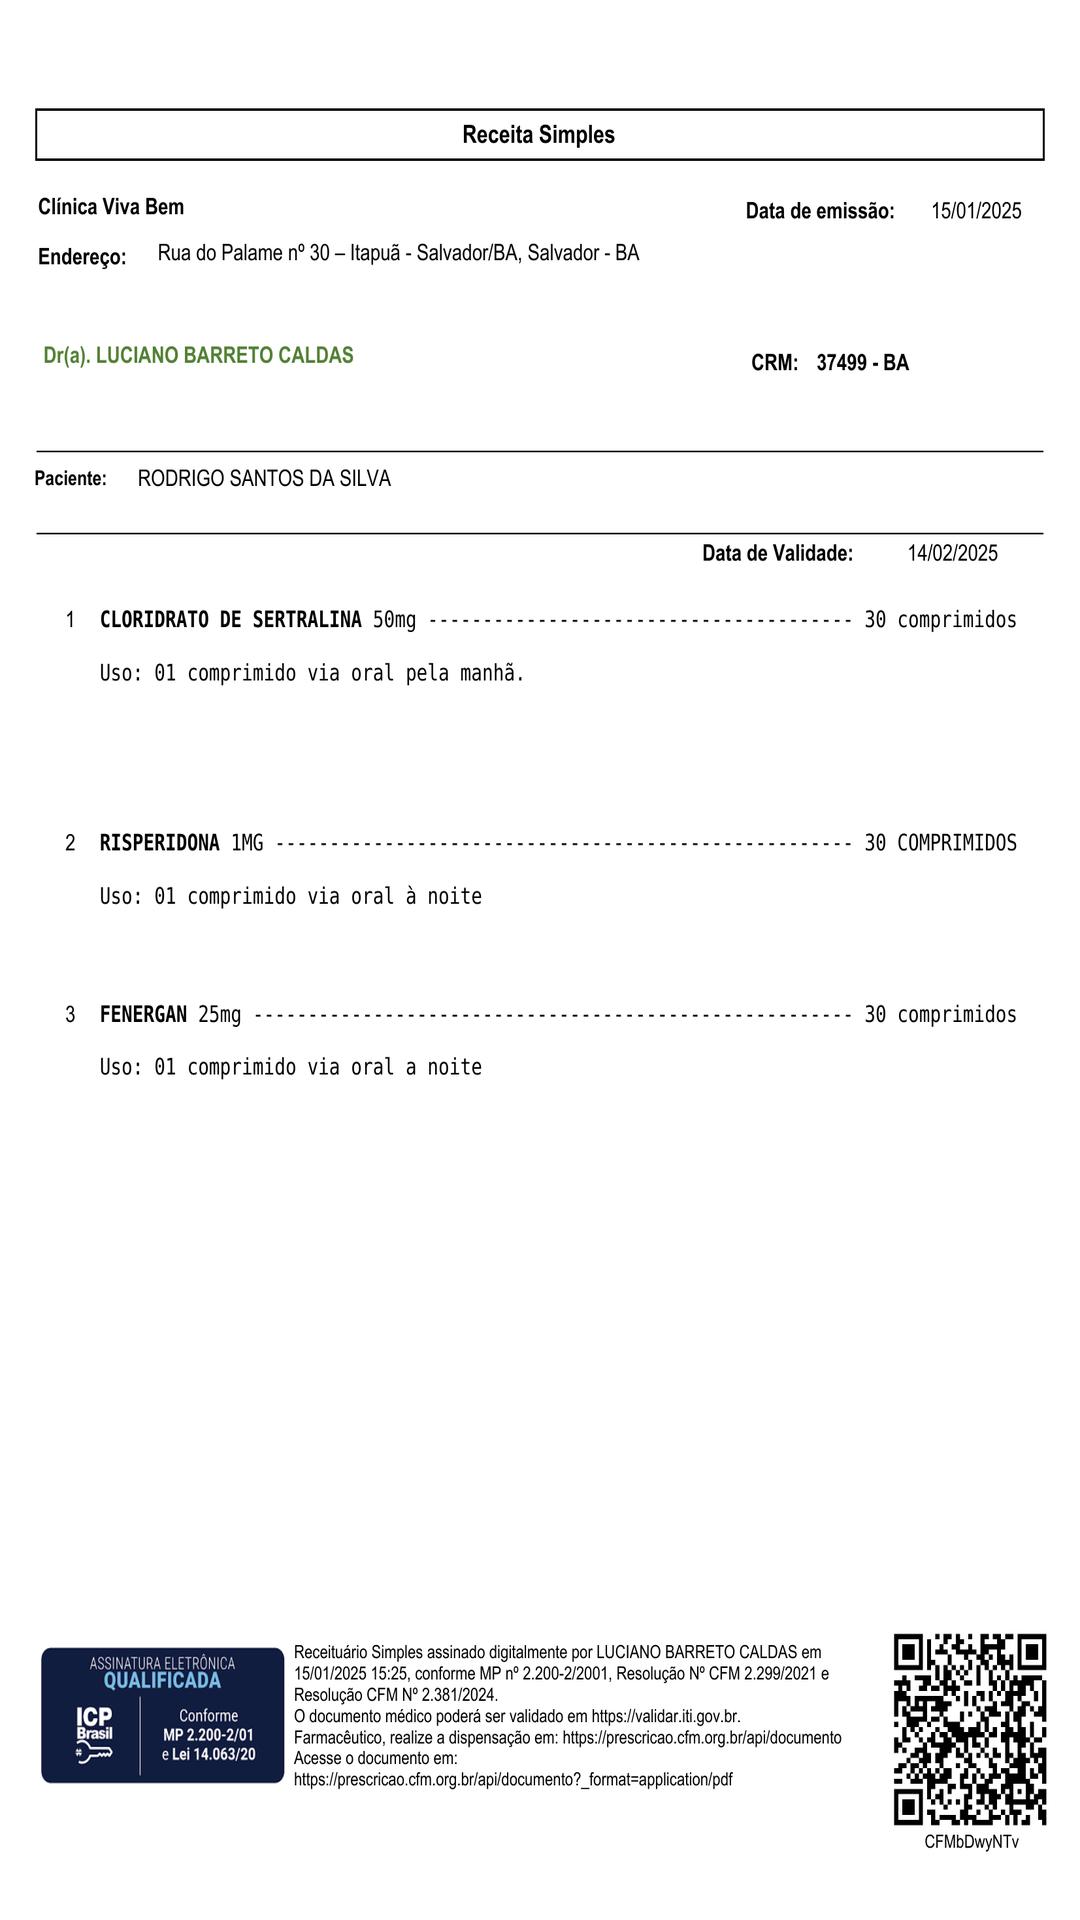 Receita Simples
Clínica Viva Bem
Data de emissão: 15/01/2025
Endereço: Rua do Palame nº 30 – Itapuã - Salvador/BA, Salvador - BA
Dr(a). LUCIANO BARRETO CALDAS
CRM: 37499 - BA
Paciente: RODRIGO SANTOS DA SILVA
Data de Validade: 14/02/2025
1 CLORIDRATO DE SERTRALINA 50mg --------------------------------------- 30 comprimidos
Uso: 01 comprimido via oral pela manhã.
2 RISPERIDONA 1MG ----------------------------------------------------- 30 COMPRIMIDOS
Uso: 01 comprimido via oral à noite
3 FENERGAN 25mg ------------------------------------------------------- 30 comprimidos
Uso: 01 comprimido via oral a noite
ASSINATURA ELETRÔNICA
QUALIFICADA
ICP
Brasil
Conforme
MP 2.200-2/01
e Lei 14.063/20
Receituário Simples assinado digitalmente por LUCIANO BARRETO CALDAS em
15/01/2025 15:25, conforme MP nº 2.200-2/2001, Resolução Nº CFM 2.299/2021 e
Resolução CFM Nº 2.381/2024.
O documento médico poderá ser validado em https://validar.iti.gov.br.
Farmacêutico, realize a dispensação em: https://prescricao.cfm.org.br/api/documento
Acesse o documento em:
https://prescricao.cfm.org.br/api/documento?_format=application/pdf
CFMbDwyNTv